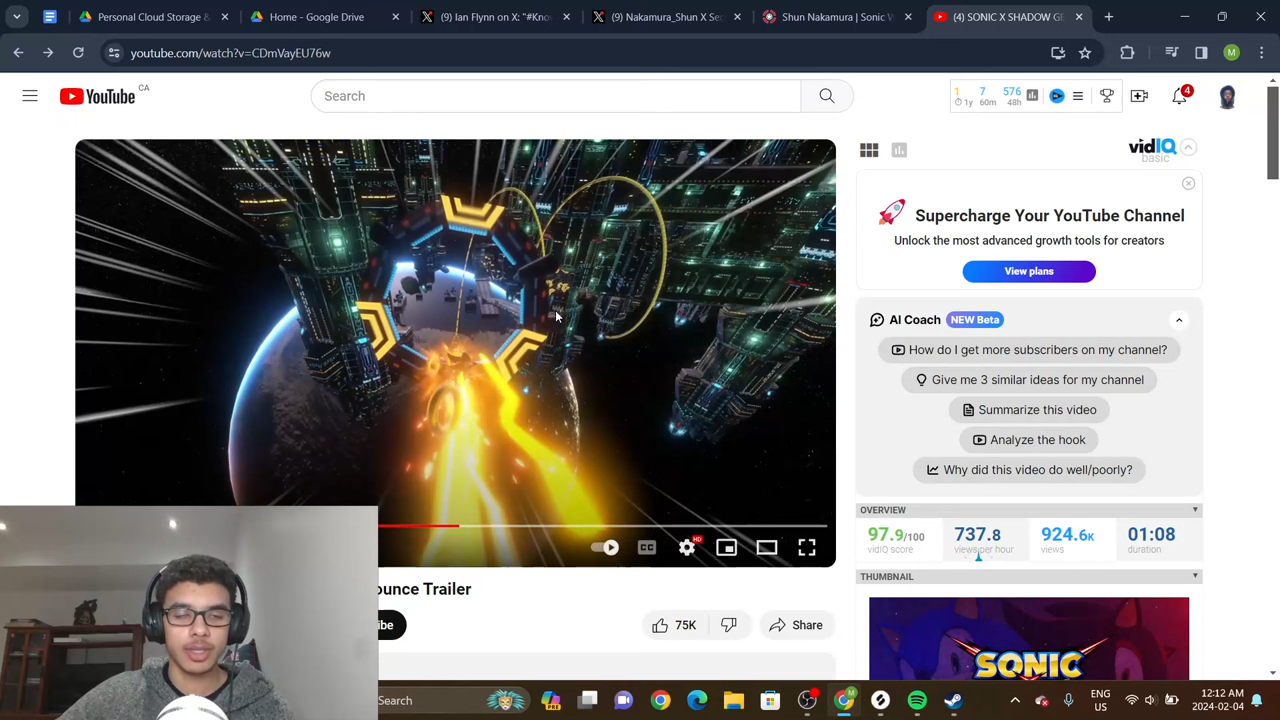 Personal Cloud Storage &
Home - Google Drive
(9) Ian Flynn on X: "#Kno
(9) Nakamura_Shun X Sec
Shun Nakamura | Sonic W
(4) SONIC X SHADOW GE
youtube.com/watch?v=CDmVayEU76w
M
YouTube CA
Search
1 7 576
1y 60m 48h
4
vidIQ
basic
Supercharge Your YouTube Channel
Unlock the most advanced growth tools for creators
View plans
AI Coach NEW Beta
How do I get more subscribers on my channel?
Give me 3 similar ideas for my channel
Summarize this video
Analyze the hook
Why did this video do well/poorly?
OVERVIEW
97.9/100 737.8 924.6K 01:08
vidIQ score views per hour views duration
THUMBNAIL
SONIC
CC HD
ounce Trailer
ibe
75K
Share
Search
M
ENG
US
12:12 AM
2024-02-04